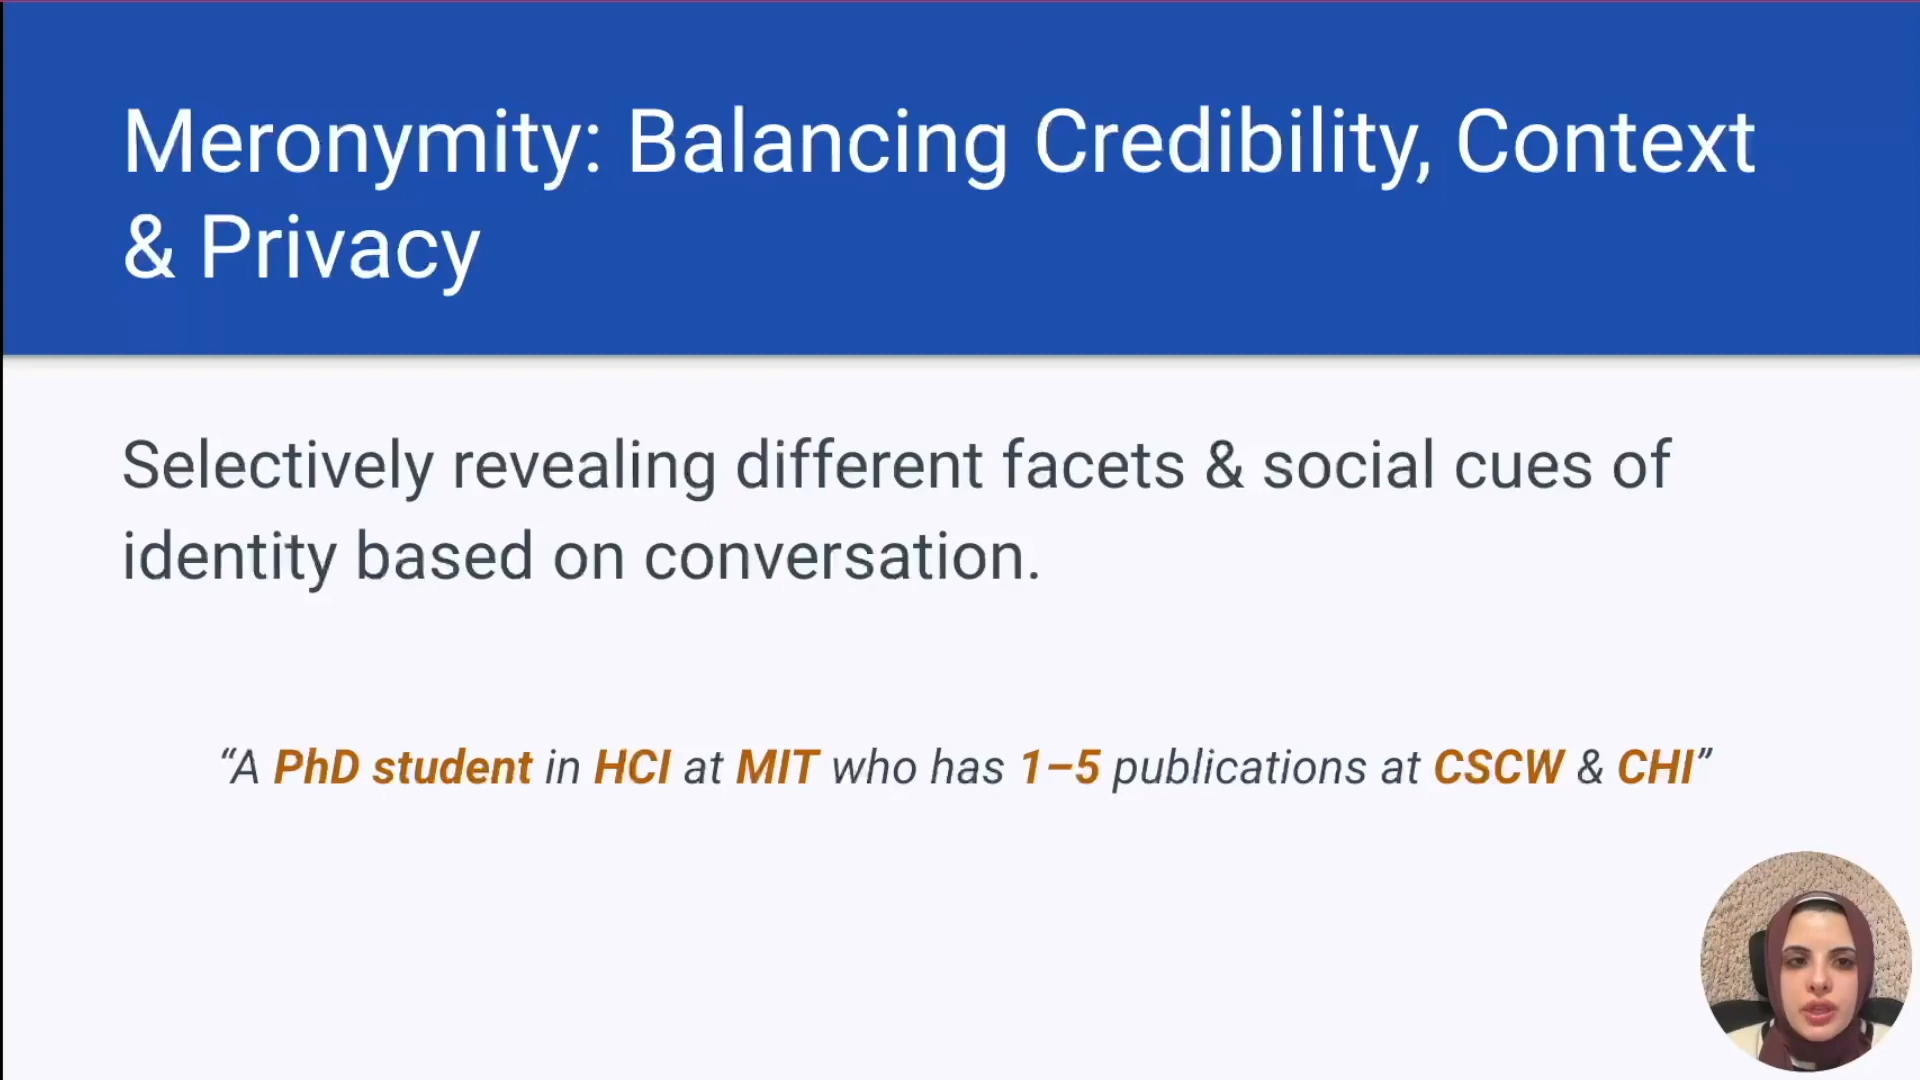 Meronymity: Balancing Credibility, Context
& Privacy
Selectively revealing different facets & social cues of
identity based on conversation.
“A PhD student in HCI at MIT who has 1–5 publications at CSCW & CHI”